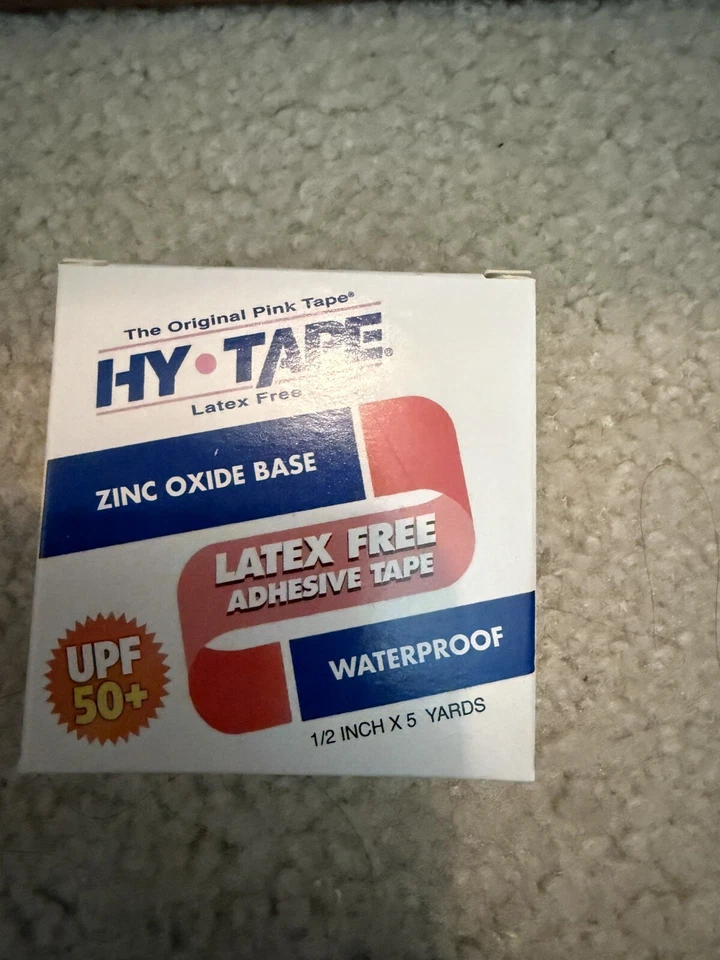 The Original Pink Tape®
HY•TAPE®
Latex Free
ZINC OXIDE BASE
LATEX FREE
ADHESIVE TAPE
UPF
50+
WATERPROOF
1/2 INCH X 5 YARDS